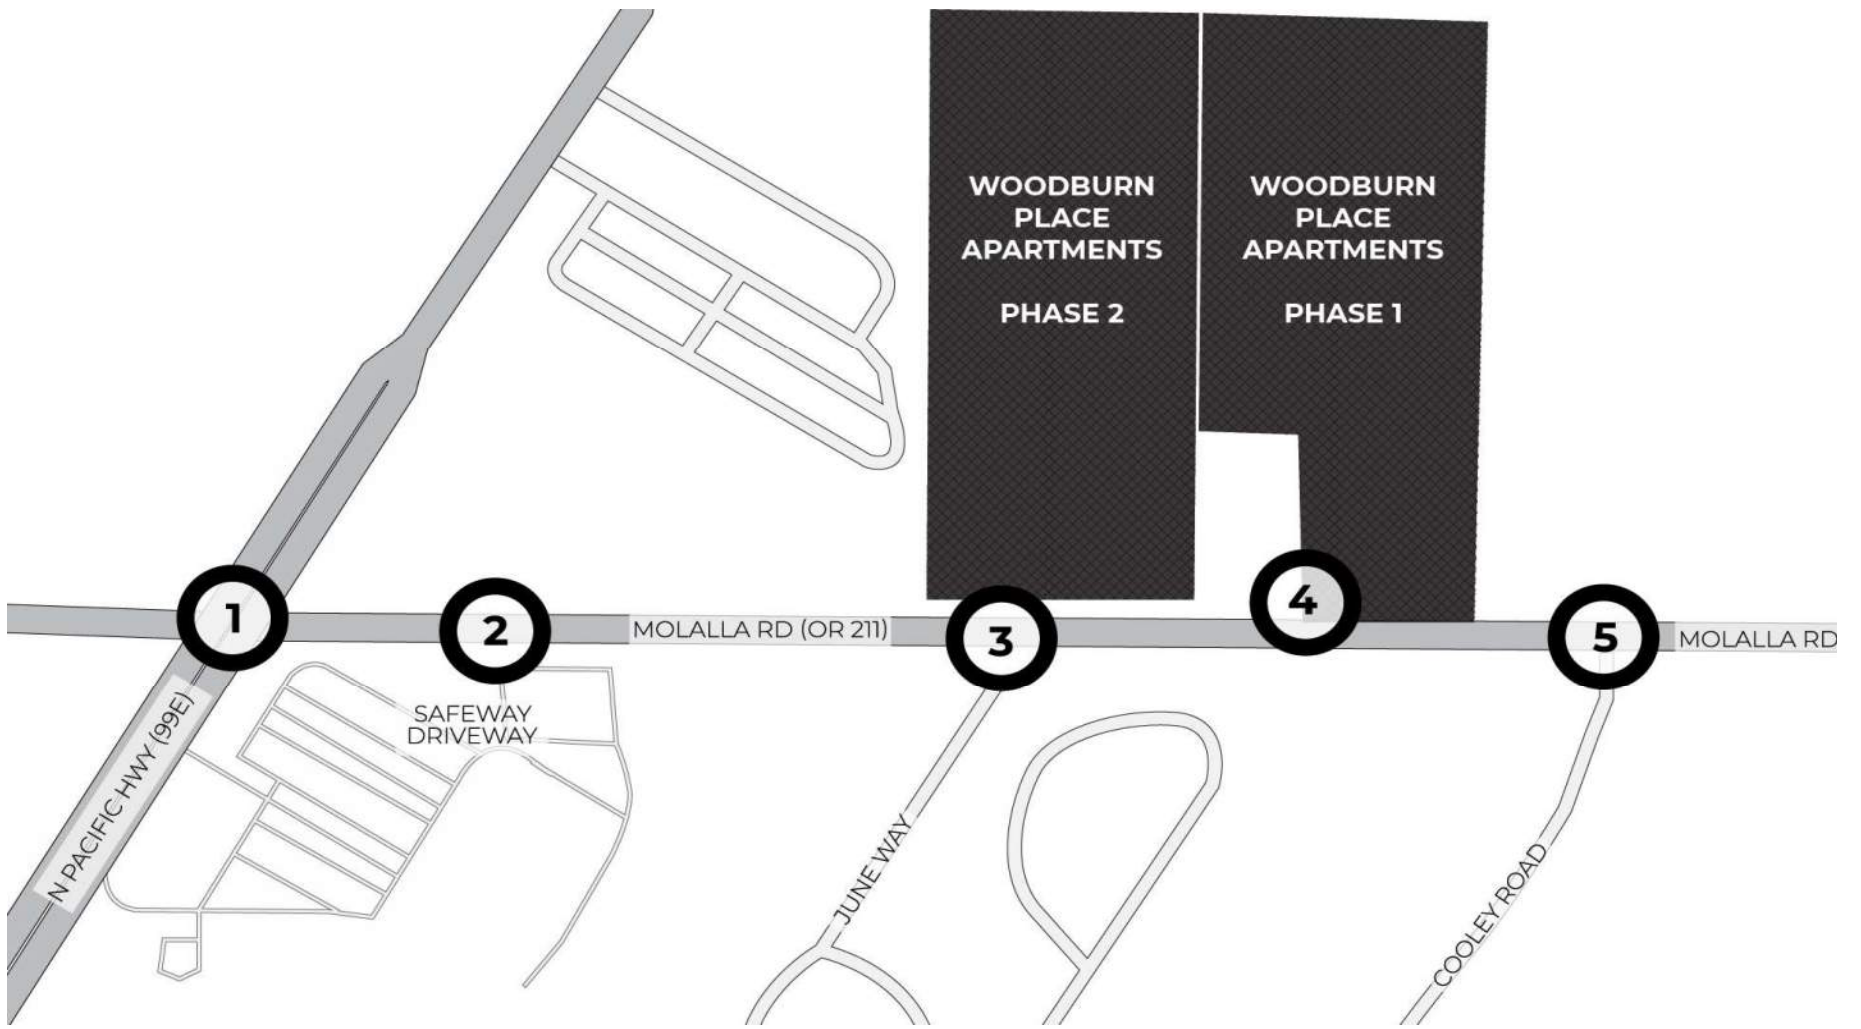 WOODBURN
PLACE
APARTMENTS
PHASE 2
WOODBURN
PLACE
APARTMENTS
PHASE 1
1
2
MOLALLA RD (OR 211)
3
4
5
MOLALLA RD
N PACIFIC HWY (99E)
SAFEWAY
DRIVEWAY
JUNE WAY
COOLEY ROAD